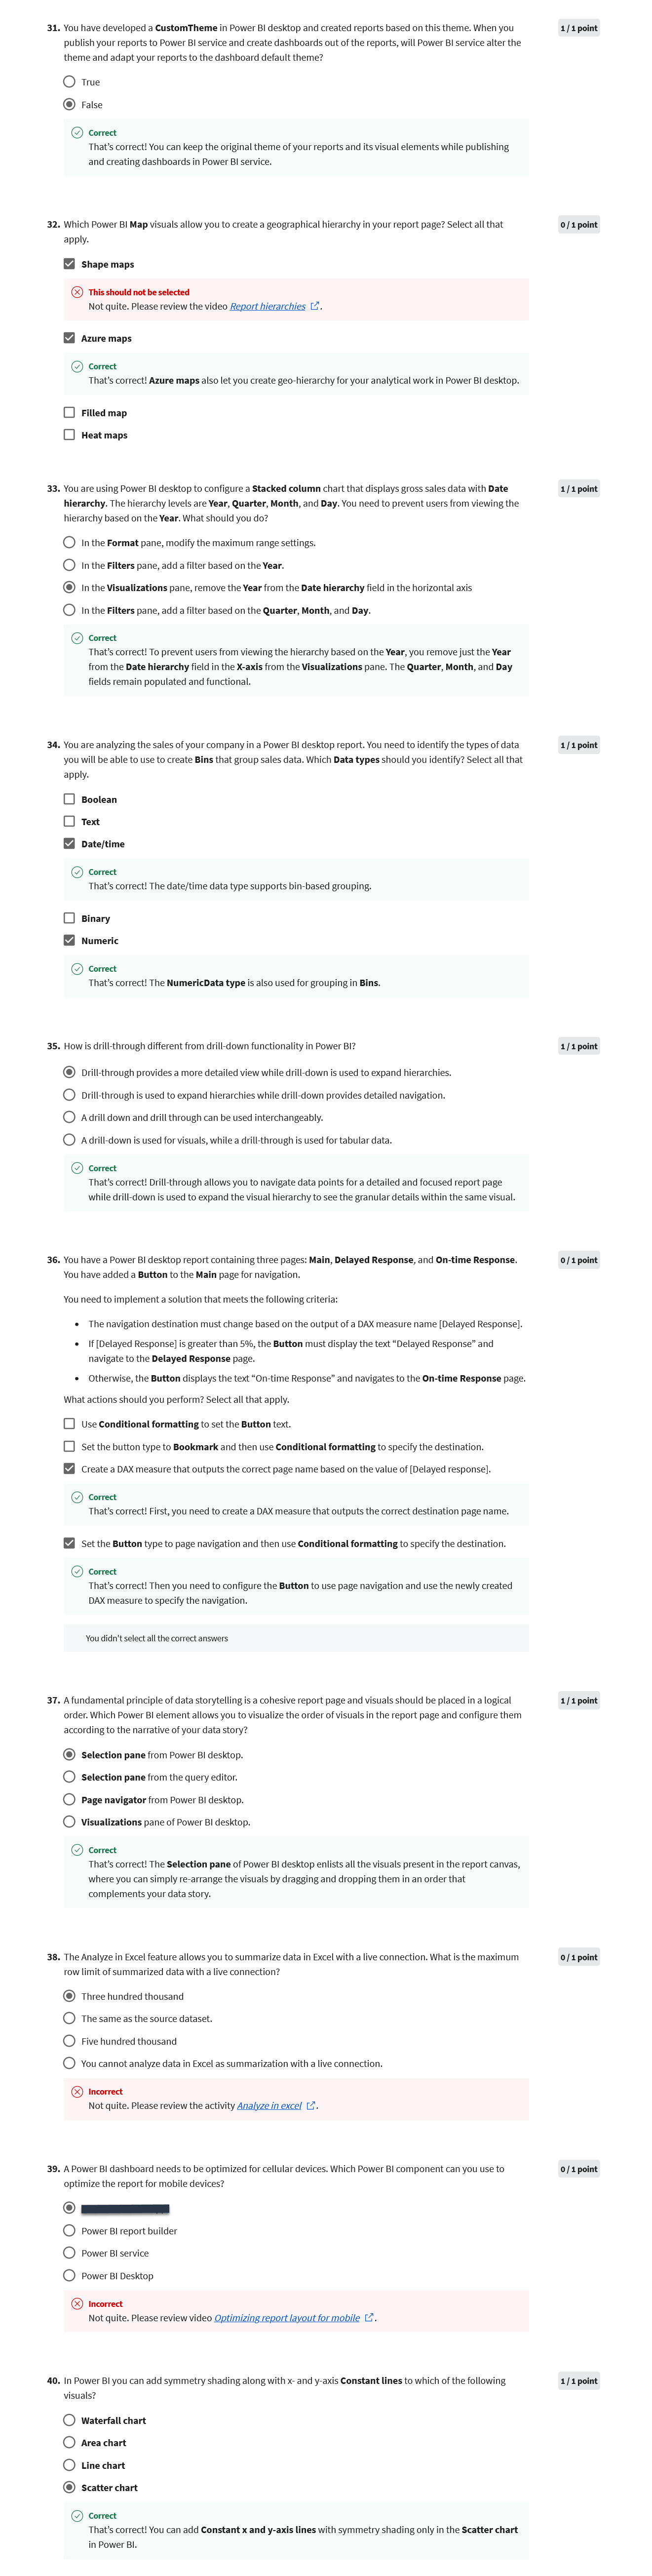 31. You have developed a CustomTheme in Power BI desktop and created reports based on this theme. When you
1 / 1 point
publish your reports to Power BI service and create dashboards out of the reports, will Power BI service alter the
theme and adapt your reports to the dashboard default theme?
True
False
Correct
That's correct! You can keep the original theme of your reports and its visual elements while publishing
and creating dashboards in Power BI service.
32. Which Power BI Map visuals allow you to create a geographical hierarchy in your report page? Select all that
0 / 1 point
apply.
Shape maps
This should not be selected
Not quite. Please review the video Report hierarchies .
Azure maps
Correct
That's correct! Azure maps also let you create geo-hierarchy for your analytical work in Power BI desktop.
Filled map
Heat maps
33. You are using Power BI desktop to configure a Stacked column chart that displays gross sales data with Date
1 / 1 point
hierarchy. The hierarchy levels are Year, Quarter, Month, and Day. You need to prevent users from viewing the
hierarchy based on the Year. What should you do?
In the Format pane, modify the maximum range settings.
In the Filters pane, add a filter based on the Year.
In the Visualizations pane, remove the Year from the Date hierarchy field in the horizontal axis
In the Filters pane, add a filter based on the Quarter, Month, and Day.
Correct
That's correct! To prevent users from viewing the hierarchy based on the Year, you remove just the Year
from the Date hierarchy field in the X-axis from the Visualizations pane. The Quarter, Month, and Day
fields remain populated and functional.
34. You are analyzing the sales of your company in a Power BI desktop report. You need to identify the types of data
1 / 1 point
you will be able to use to create Bins that group sales data. Which Data types should you identify? Select all that
apply.
Boolean
Text
Date/time
Correct
That's correct! The date/time data type supports bin-based grouping.
Binary
Numeric
Correct
That's correct! The NumericData type is also used for grouping in Bins.
35. How is drill-through different from drill-down functionality in Power BI?
1 / 1 point
Drill-through provides a more detailed view while drill-down is used to expand hierarchies.
Drill-through is used to expand hierarchies while drill-down provides detailed navigation.
A drill down and drill through can be used interchangeably.
A drill-down is used for visuals, while a drill-through is used for tabular data.
Correct
That's correct! Drill-through allows you to navigate data points for a detailed and focused report page
while drill-down is used to expand the visual hierarchy to see the granular details within the same visual.
36. You have a Power BI desktop report containing three pages: Main, Delayed Response, and On-time Response.
0 / 1 point
You have added a Button to the Main page for navigation.
You need to implement a solution that meets the following criteria:
• The navigation destination must change based on the output of a DAX measure name [Delayed Response].
• If [Delayed Response] is greater than 5%, the Button must display the text “Delayed Response” and
navigate to the Delayed Response page.
• Otherwise, the Button displays the text “On-time Response” and navigates to the On-time Response page.
What actions should you perform? Select all that apply.
Use Conditional formatting to set the Button text.
Set the button type to Bookmark and then use Conditional formatting to specify the destination.
Create a DAX measure that outputs the correct page name based on the value of [Delayed response].
Correct
That's correct! First, you need to create a DAX measure that outputs the correct destination page name.
Set the Button type to page navigation and then use Conditional formatting to specify the destination.
Correct
That's correct! Then you need to configure the Button to use page navigation and use the newly created
DAX measure to specify the navigation.
You didn't select all the correct answers
37. A fundamental principle of data storytelling is a cohesive report page and visuals should be placed in a logical
1 / 1 point
order. Which Power BI element allows you to visualize the order of visuals in the report page and configure them
according to the narrative of your data story?
Selection pane from Power BI desktop.
Selection pane from the query editor.
Page navigator from Power BI desktop.
Visualizations pane of Power BI desktop.
Correct
That's correct! The Selection pane of Power BI desktop enlists all the visuals present in the report canvas,
where you can simply re-arrange the visuals by dragging and dropping them in an order that
complements your data story.
38. The Analyze in Excel feature allows you to summarize data in Excel with a live connection. What is the maximum
0 / 1 point
row limit of summarized data with a live connection?
Three hundred thousand
The same as the source dataset.
Five hundred thousand
You cannot analyze data in Excel as summarization with a live connection.
Incorrect
Not quite. Please review the activity Analyze in excel .
39. A Power BI dashboard needs to be optimized for cellular devices. Which Power BI component can you use to
0 / 1 point
optimize the report for mobile devices?
Power BI report builder
Power BI service
Power BI Desktop
Incorrect
Not quite. Please review video Optimizing report layout for mobile .
40. In Power BI you can add symmetry shading along with x- and y-axis Constant lines to which of the following
1 / 1 point
visuals?
Waterfall chart
Area chart
Line chart
Scatter chart
Correct
That's correct! You can add Constant x and y-axis lines with symmetry shading only in the Scatter chart
in Power BI.